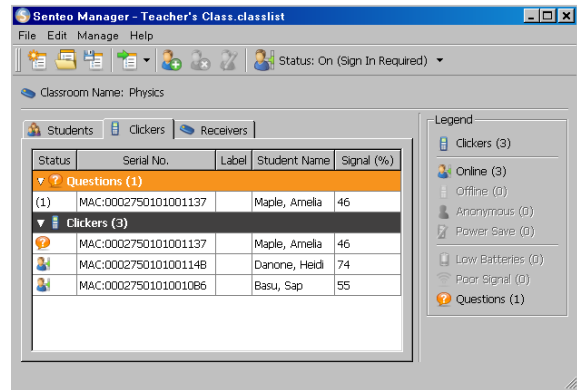 Senteo Manager - Teacher's Class.classlist
File Edit Manage Help
Status: On (Sign In Required)
Classroom Name: Physics
Students Clickers Receivers
Status Serial No. Label Student Name Signal (%)
Questions (1)
(1) MAC:0002750101001137 Maple, Amelia 46
Clickers (3)
MAC:0002750101001137 Maple, Amelia 46
MAC:000275010100114B Danone, Heidi 74
MAC:00027501010010B6 Basu, Sap 55
Legend
Clickers (3)
Online (3)
Offline (0)
Anonymous (0)
Power Save (0)
Low Batteries (0)
Poor Signal (0)
Questions (1)